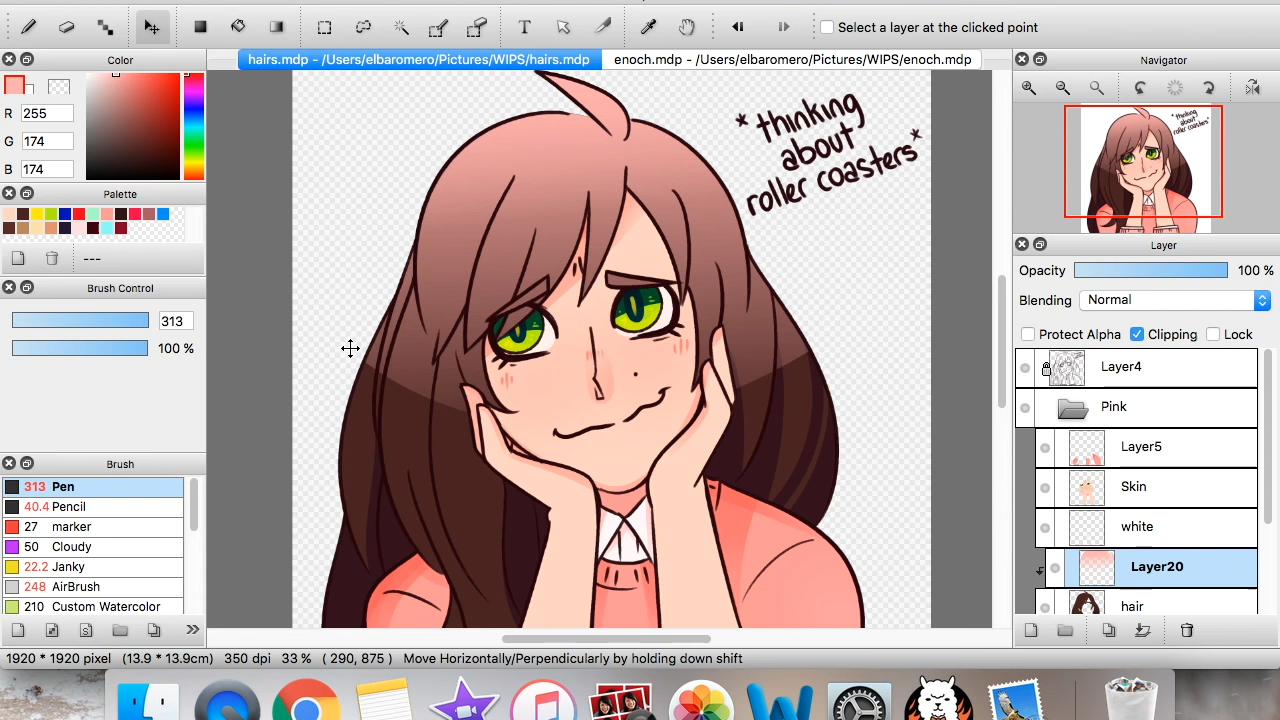 Select a layer at the clicked point
Color
hairs.mdp - /Users/elbaromero/Pictures/WIPS/hairs.mdp
enoch.mdp - /Users/elbaromero/Pictures/WIPS/enoch.mdp
Navigator
R 255
G 174
B 174
Palette
---
Brush Control
313
100 %
Brush
313 Pen
40.4 Pencil
27 marker
50 Cloudy
22.2 Janky
248 AirBrush
210 Custom Watercolor
*thinking
about
roller coasters*
*thinking
about
roller coasters*
Layer
Opacity 100 %
Blending Normal
Protect Alpha Clipping Lock
Layer4
Pink
Layer5
Skin
white
Layer20
hair
1920 * 1920 pixel (13.9 * 13.9cm) 350 dpi 33 % ( 290, 875 ) Move Horizontally/Perpendicularly by holding down shift